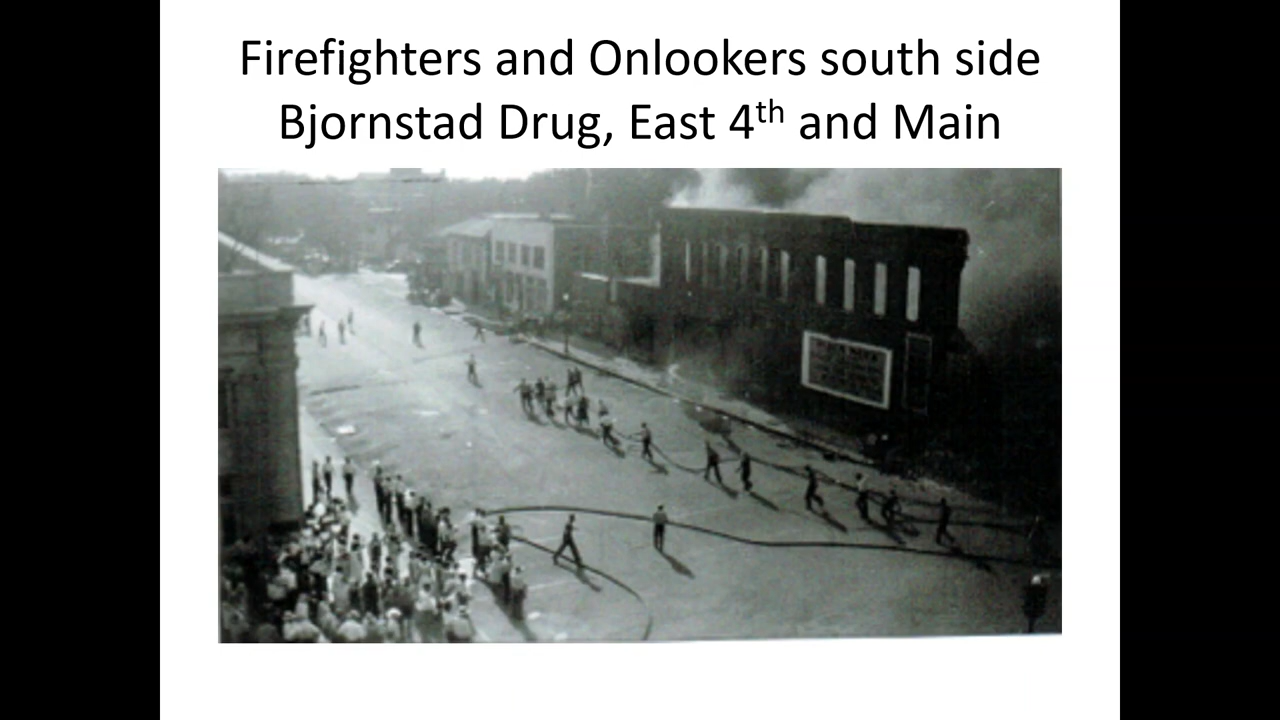 Firefighters and Onlookers south side
Bjornstad Drug, East 4th and Main